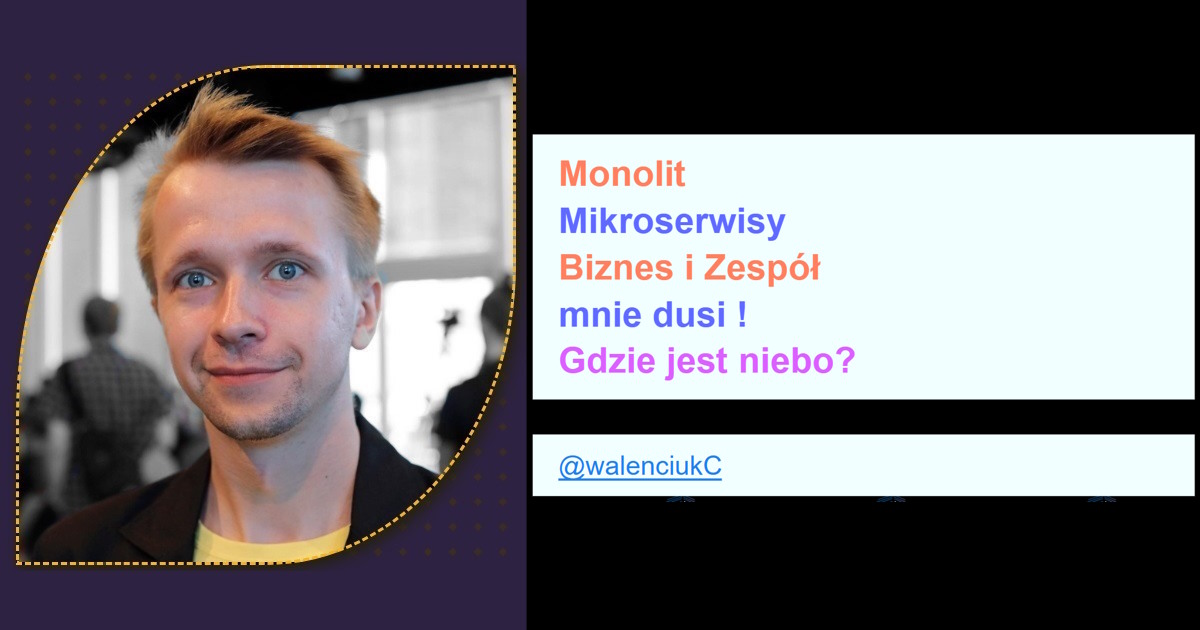 Monolit
Mikroserwisy
Biznes i Zespół
mnie dusi !
Gdzie jest niebo?
@walenciukC